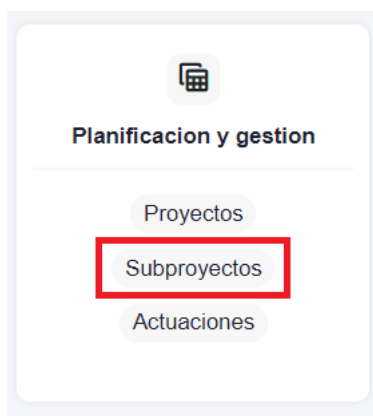 Planificacion y gestion
Proyectos
Subproyectos
Actuaciones